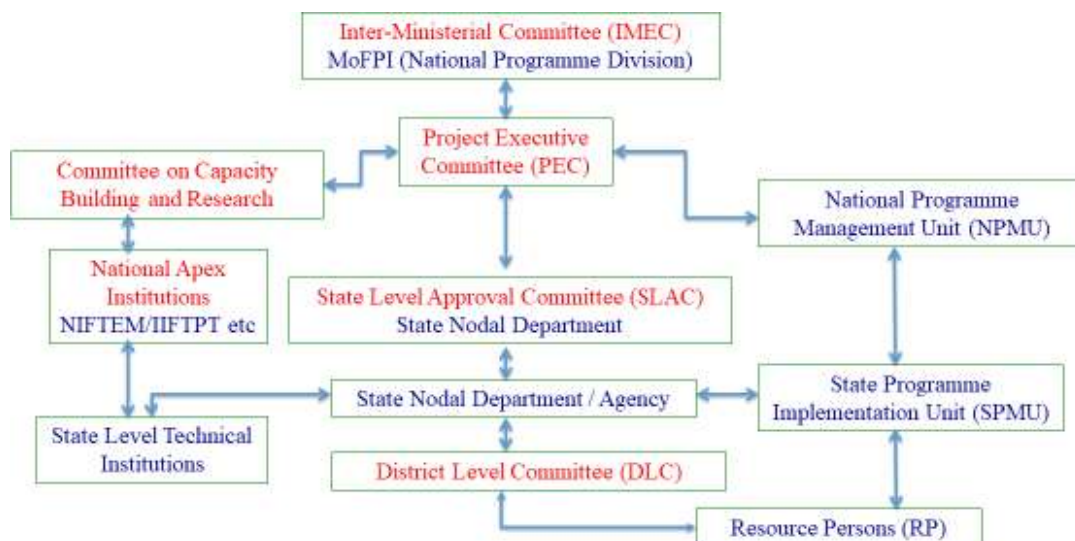 Inter-Ministerial Committee (IMEC)
MoFPI (National Programme Division)
Project Executive
Committee (PEC)
Committee on Capacity
Building and Research
National Programme
Management Unit (NPMU)
National Apex
Institutions
NIFTEM/IIFTPT etc
State Level Approval Committee (SLAC)
State Nodal Department
State Nodal Department / Agency
State Programme
Implementation Unit (SPMU)
State Level Technical
Institutions
District Level Committee (DLC)
Resource Persons (RP)